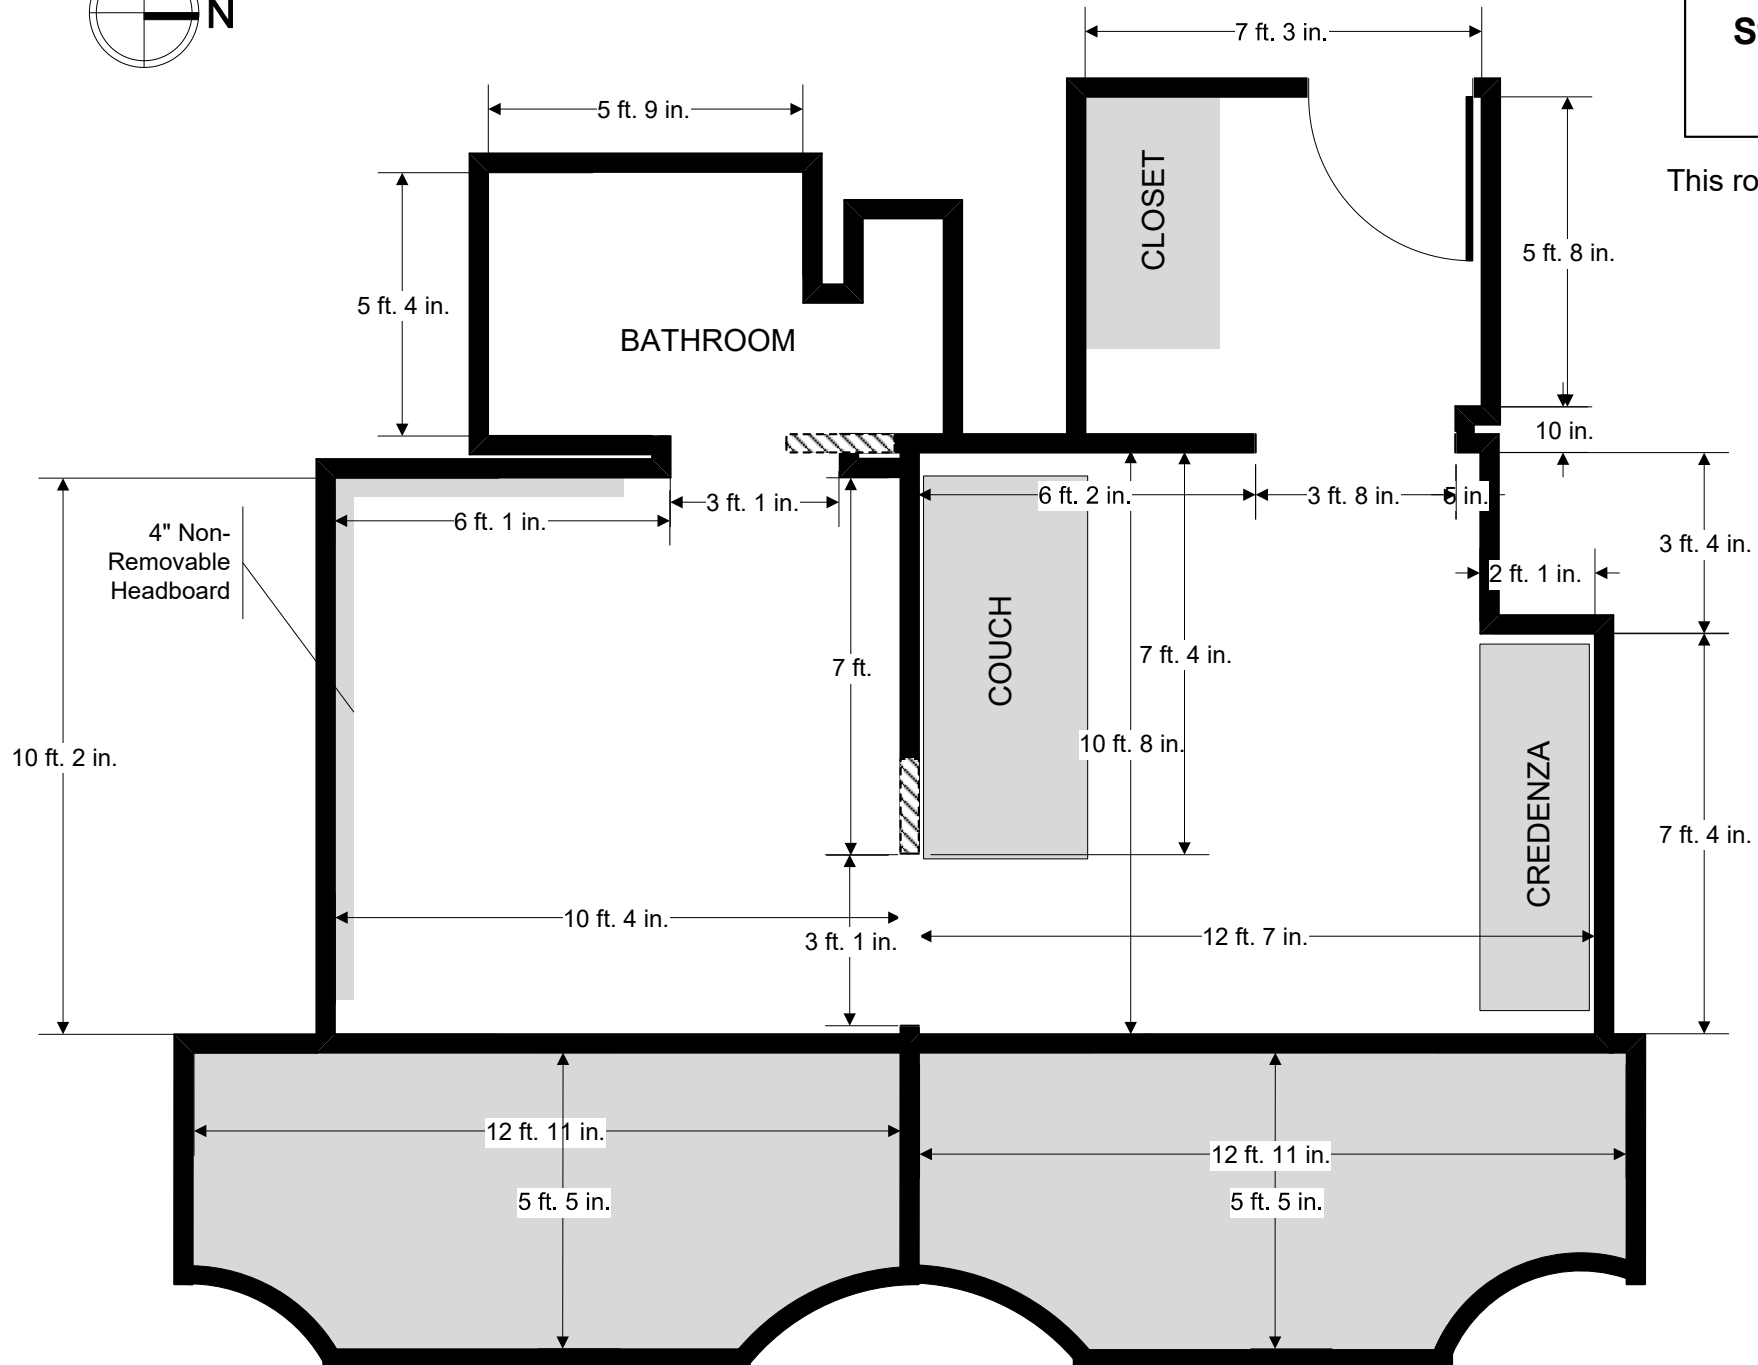 N
7 ft. 3 in.
S
5 ft. 9 in.
This ro
CLOSET
5 ft. 8 in.
5 ft. 4 in.
BATHROOM
10 in.
6 ft. 2 in.
3 ft. 8 in.
5 in.
3 ft. 1 in.
6 ft. 1 in.
4" Non-
Removable
Headboard
3 ft. 4 in.
2 ft. 1 in.
COUCH
7 ft. 4 in.
7 ft.
10 ft. 8 in.
10 ft. 2 in.
CREDENZA
7 ft. 4 in.
10 ft. 4 in.
3 ft. 1 in.
12 ft. 7 in.
12 ft. 11 in.
12 ft. 11 in.
5 ft. 5 in.
5 ft. 5 in.